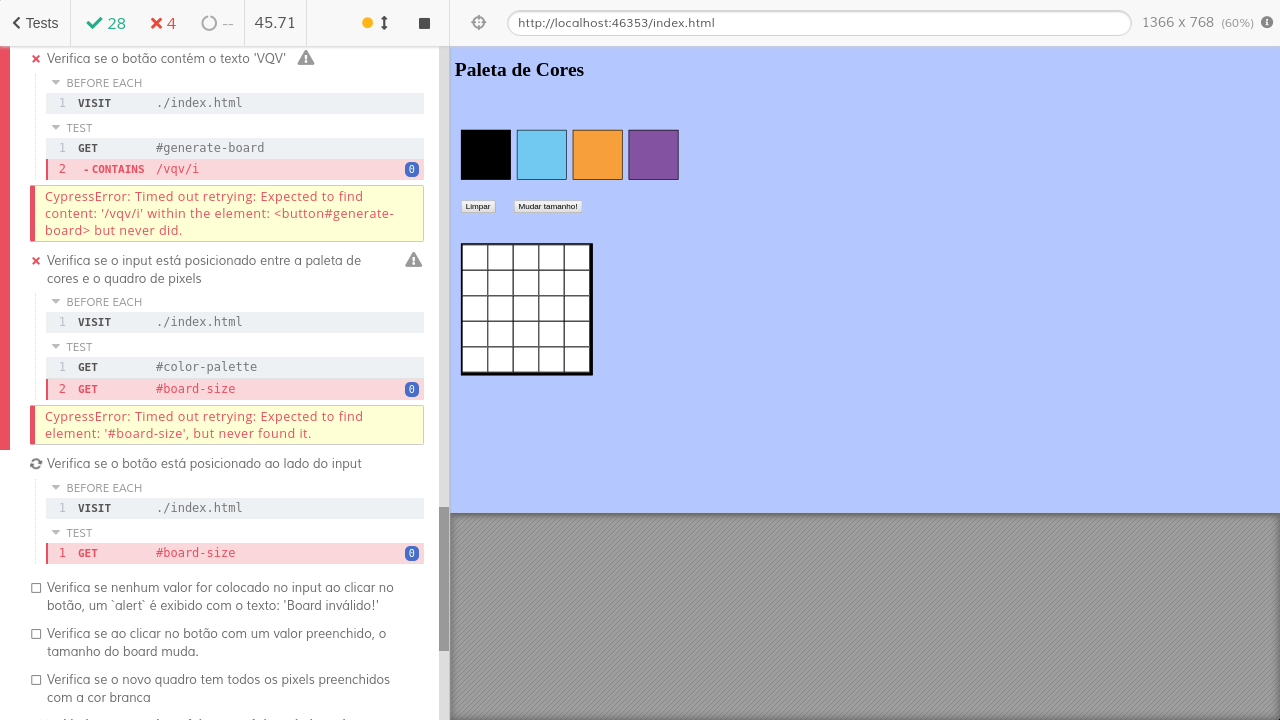 Tests
28
4
--
45.71
http://localhost:46353/index.html
1366 x 768 (60%)
Verifica se o botão contém o texto 'VQV'
BEFORE EACH
1 VISIT ./index.html
TEST
1 GET #generate-board
2 - CONTAINS /vqv/i 0
CypressError: Timed out retrying: Expected to find
content: '/vqv/i' within the element: <button#generate-
board> but never did.
Verifica se o input está posicionado entre a paleta de
cores e o quadro de pixels
BEFORE EACH
1 VISIT ./index.html
TEST
1 GET #color-palette
2 GET #board-size 0
CypressError: Timed out retrying: Expected to find
element: '#board-size', but never found it.
Verifica se o botão está posicionado ao lado do input
BEFORE EACH
1 VISIT ./index.html
TEST
1 GET #board-size 0
Verifica se nenhum valor for colocado no input ao clicar no
botão, um `alert` é exibido com o texto: 'Board inválido!'
Verifica se ao clicar no botão com um valor preenchido, o
tamanho do board muda.
Verifica se o novo quadro tem todos os pixels preenchidos
com a cor branca
Paleta de Cores
Limpar
Mudar tamanho!